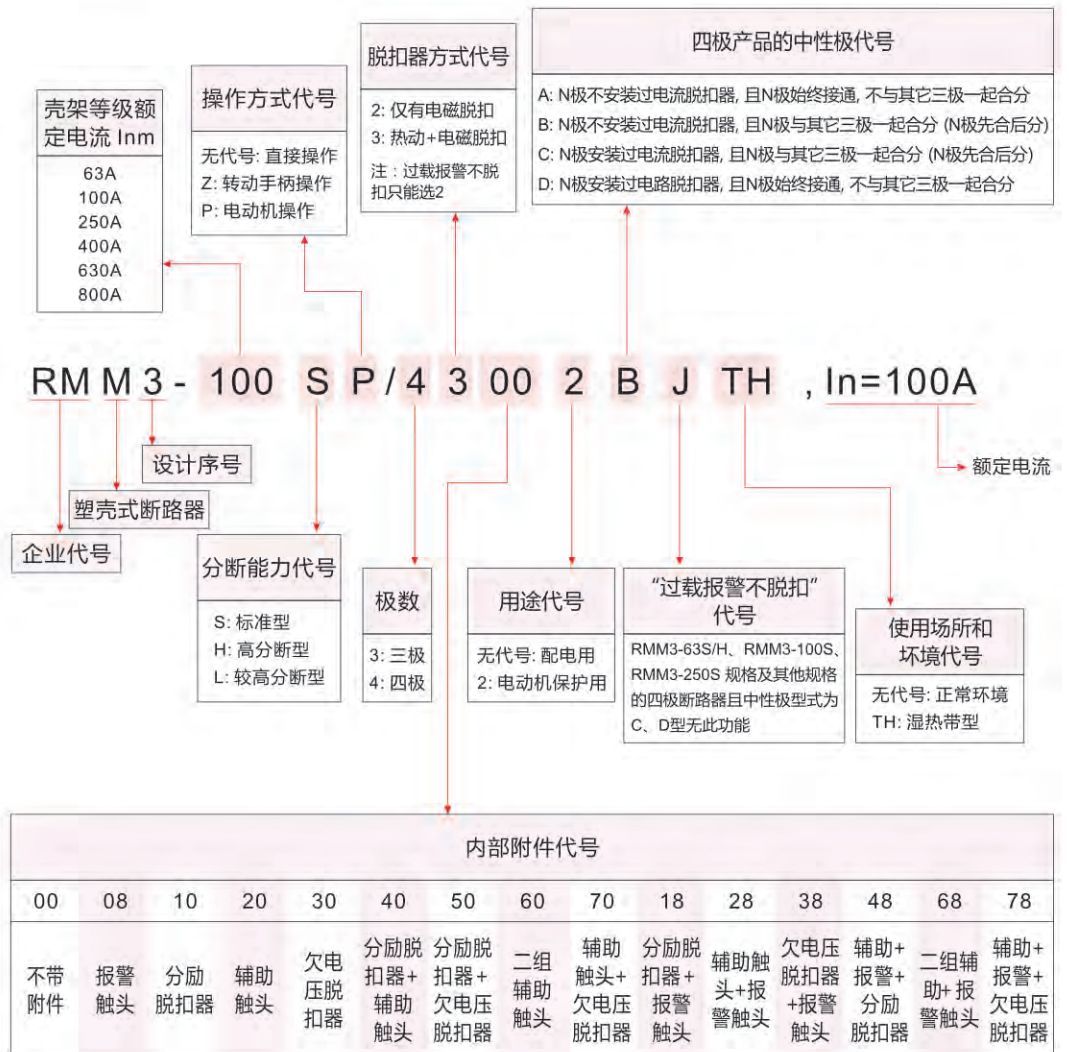 四极产品的中性极代号
A: N极不安装过电流脱扣器, 且N极始终接通, 不与其它三极一起合分
B: N极不安装过电流脱扣器, 且N极与其它三极一起合分 (N极先合后分)
C: N极安装过电流脱扣器, 且N极与其它三极一起合分 (N极先合后分)
D: N极安装过电路脱扣器, 且N极始终接通, 不与其它三极一起合分
脱扣器方式代号
2: 仅有电磁脱扣
3: 热动+电磁脱扣
注：过载报警不脱
扣只能选2
操作方式代号
无代号: 直接操作
Z: 转动手柄操作
P: 电动机操作
壳架等级额
定电流 Inm
63A
100A
250A
400A
630A
800A
RM M 3 - 100 S P / 4 3 00 2 B J TH , In=100A
额定电流
设计序号
塑壳式断路器
企业代号
分断能力代号
S: 标准型
H: 高分断型
L: 较高分断型
极数
3: 三极
4: 四极
用途代号
无代号: 配电用
2: 电动机保护用
“过载报警不脱扣”
代号
RMM3-63S/H、RMM3-100S、
RMM3-250S 规格及其他规格
的四极断路器且中性极型式为
C、D型无此功能
使用场所和
坏境代号
无代号: 正常环境
TH: 湿热带型
内部附件代号
00 08 10 20 30 40 50 60 70 18 28 38 48 68 78
不带
附件
报警
触头
分励
脱扣器
辅助
触头
欠电
压脱
扣器
分励脱
扣器+
辅助
触头
分励脱
扣器+
欠电压
脱扣器
二组
辅助
触头
辅助
触头+
欠电压
脱扣器
分励脱
扣器+
报警
触头
辅助触
头+报
警触头
欠电压
脱扣器
+报警
触头
辅助+
报警+
分励
脱扣器
二组辅
助+ 报
警触头
辅助+
报警+
欠电压
脱扣器